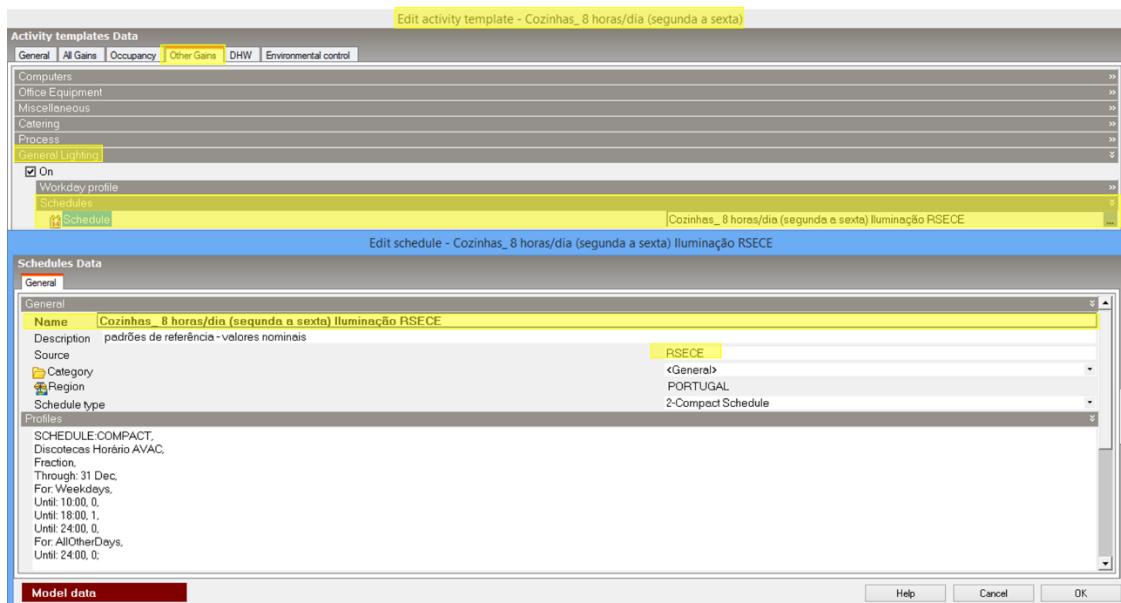 Edit activity template - Cozinhas_ 8 horas/dia (segunda a sexta)
Activity templates Data
General All Gains Occupancy Other Gains DHW Environmental control
Computers
Office Equipment
Miscellaneous
Catering
Process
General Lighting
On
Workday profile
Schedules
Schedule Cozinhas_ 8 horas/dia (segunda a sexta) Iluminação RSECE ...
Edit schedule - Cozinhas_ 8 horas/dia (segunda a sexta) Iluminação RSECE
Schedules Data
General
General
Name Cozinhas_ 8 horas/dia (segunda a sexta) Iluminação RSECE
Description padrões de referência - valores nominais
Source RSECE
Category <General>
Region PORTUGAL
Schedule type 2-Compact Schedule
Profiles
SCHEDULE:COMPACT,
Discotecas Horário AVAC,
Fraction,
Through: 31 Dec,
For: Weekdays,
Until: 10:00, 0,
Until: 18:00, 1,
Until: 24:00, 0,
For: AllOtherDays,
Until: 24:00, 0;
Model data Help Cancel OK